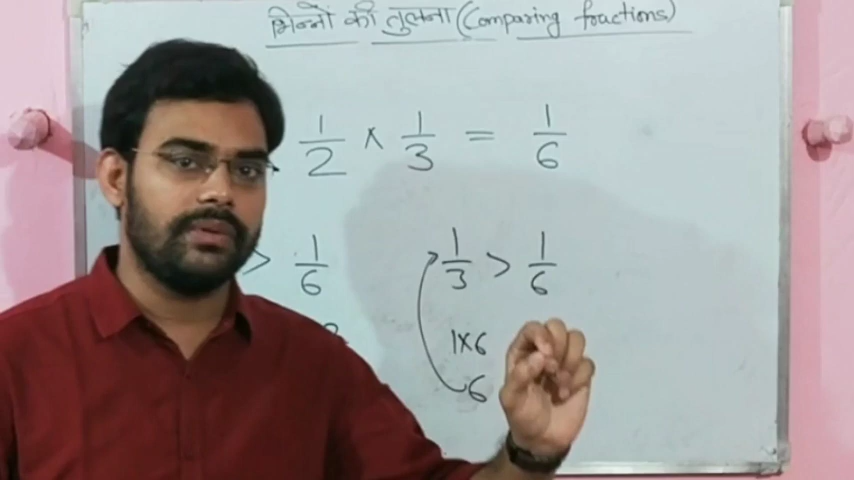 भिन्नों की तुलना (Comparing fractions)
1/2 × 1/3 = 1/6
> 1/6
1/3 > 1/6
1×6
6